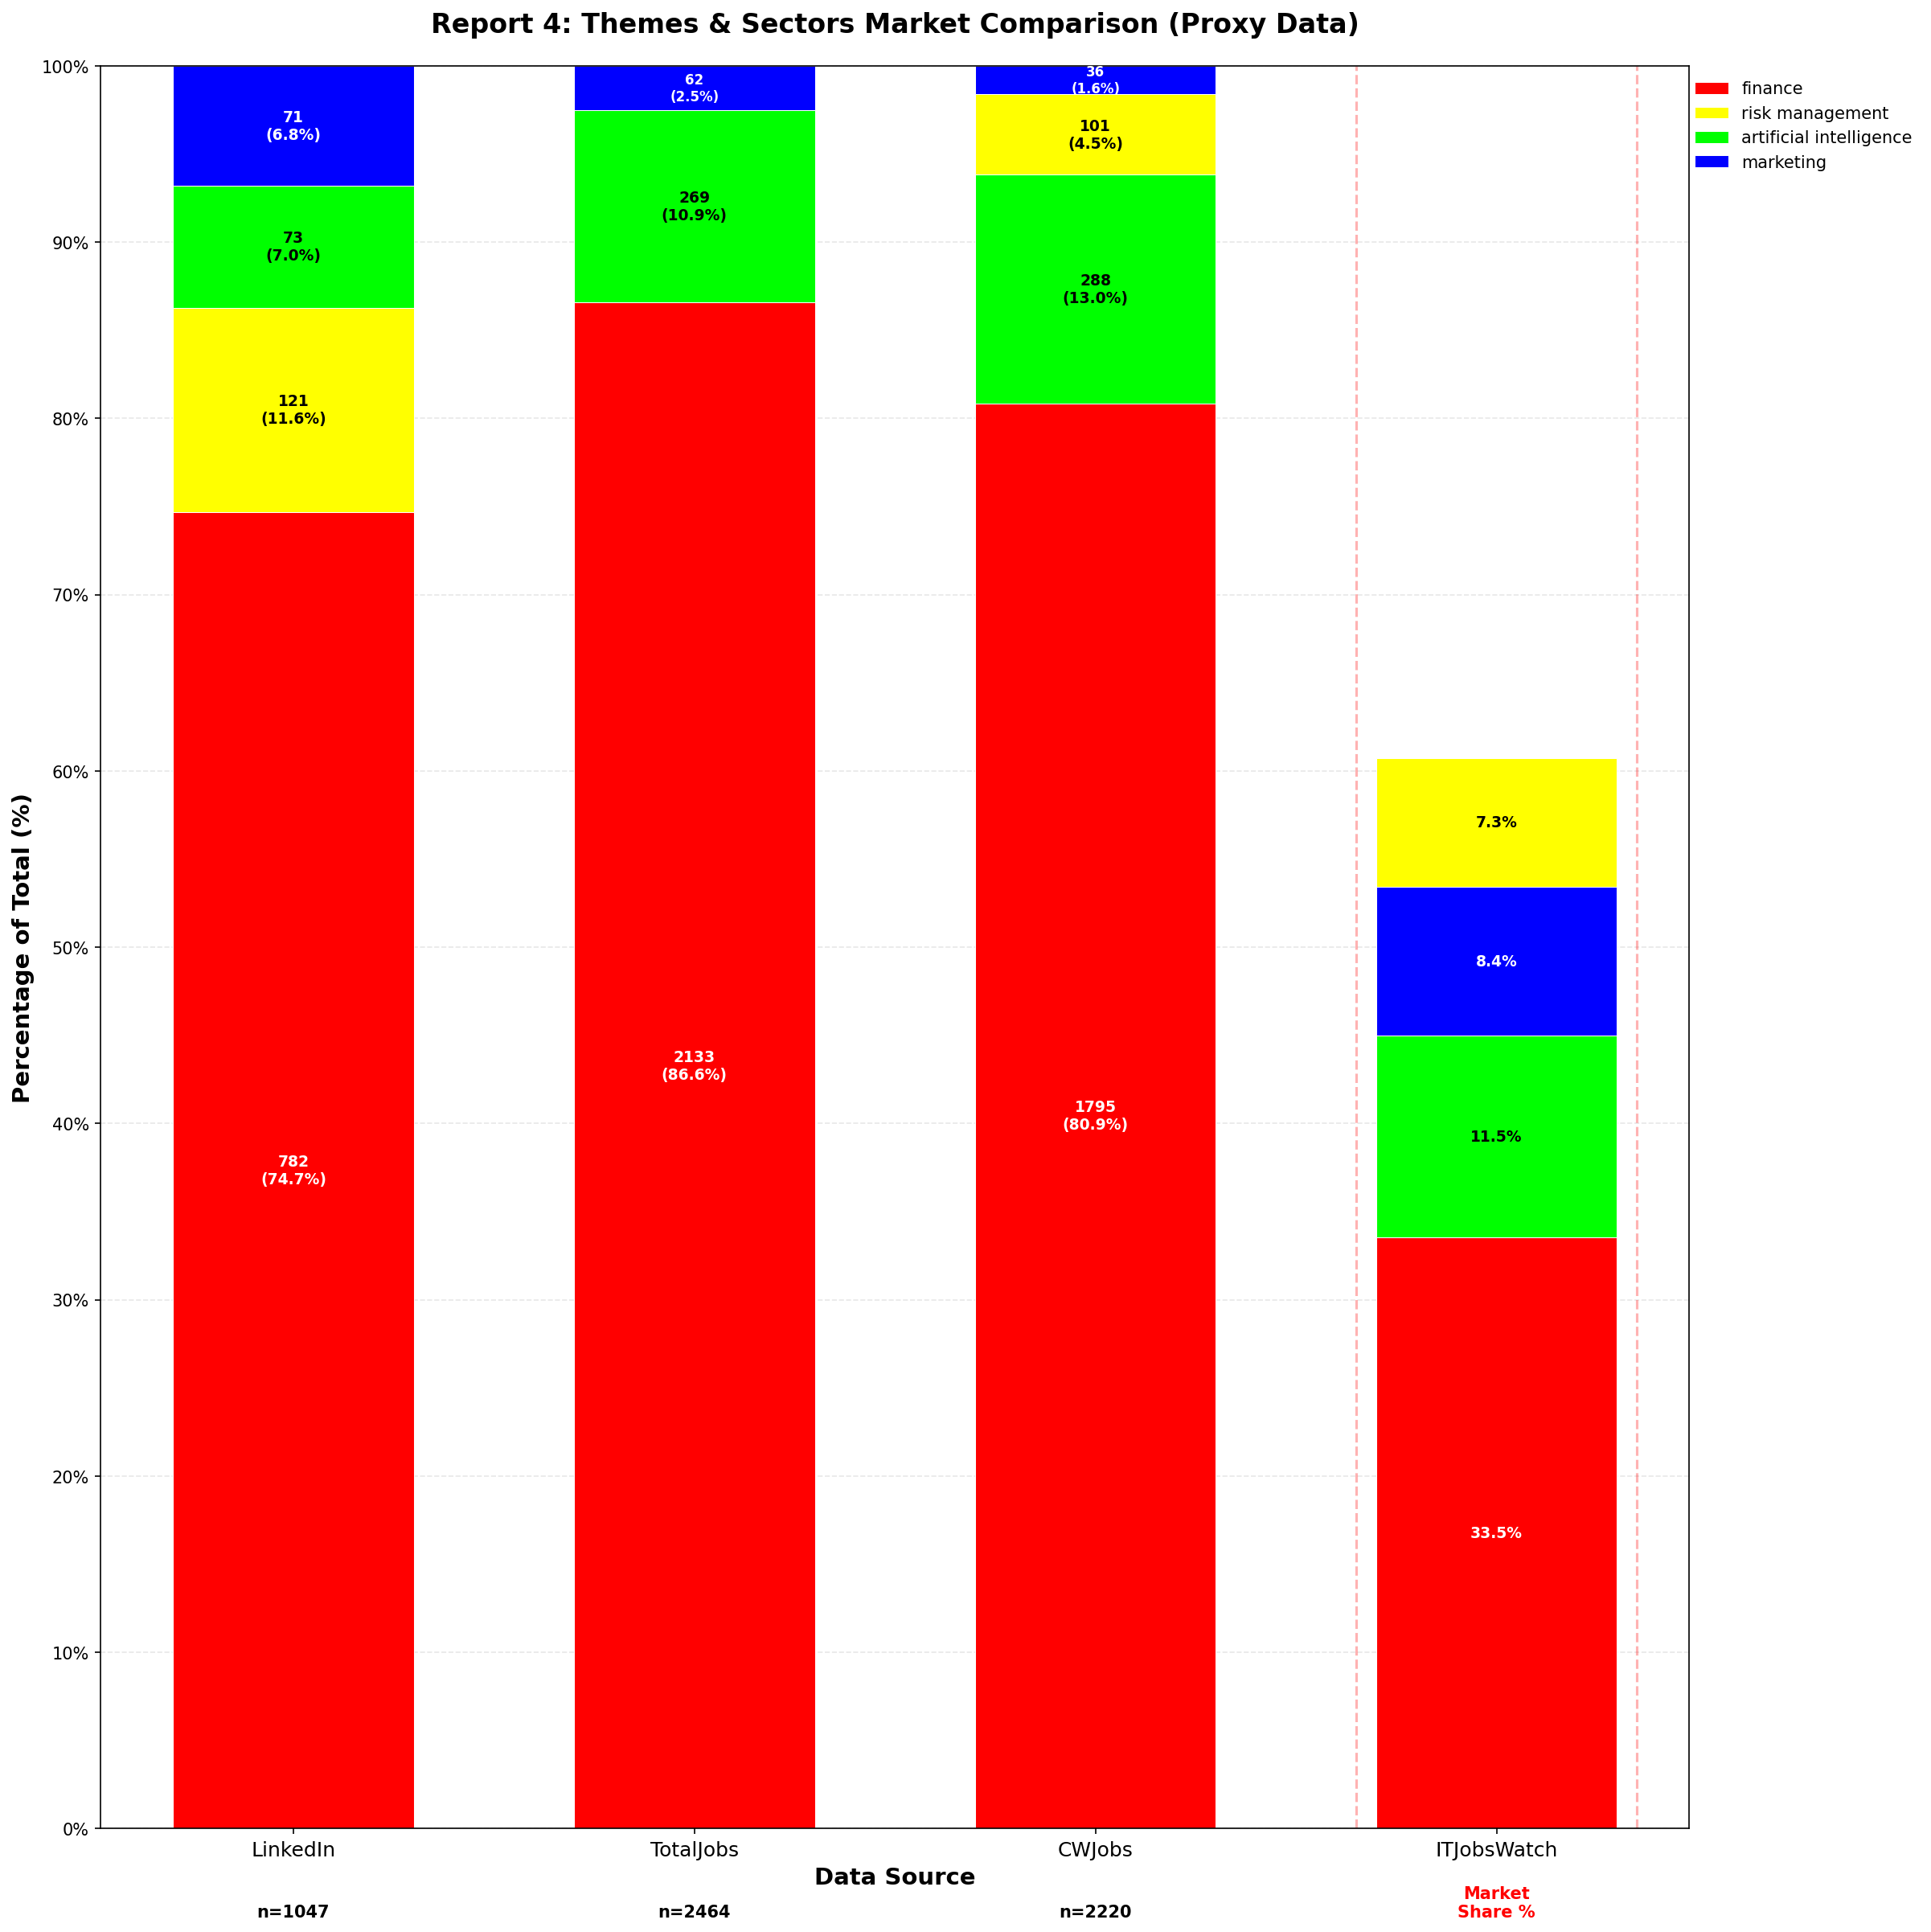 Report 4: Themes & Sectors Market Comparison (Proxy Data)
finance
risk management
artificial intelligence
marketing
Percentage of Total (%)
100%
90%
80%
70%
60%
50%
40%
30%
20%
10%
0%
71
(6.8%)
73
(7.0%)
121
(11.6%)
782
(74.7%)
62
(2.5%)
269
(10.9%)
2133
(86.6%)
36
(1.6%)
101
(4.5%)
288
(13.0%)
1795
(80.9%)
7.3%
8.4%
11.5%
33.5%
LinkedIn
TotalJobs
CWJobs
ITJobsWatch
Data Source
n=1047
n=2464
n=2220
Market
Share %